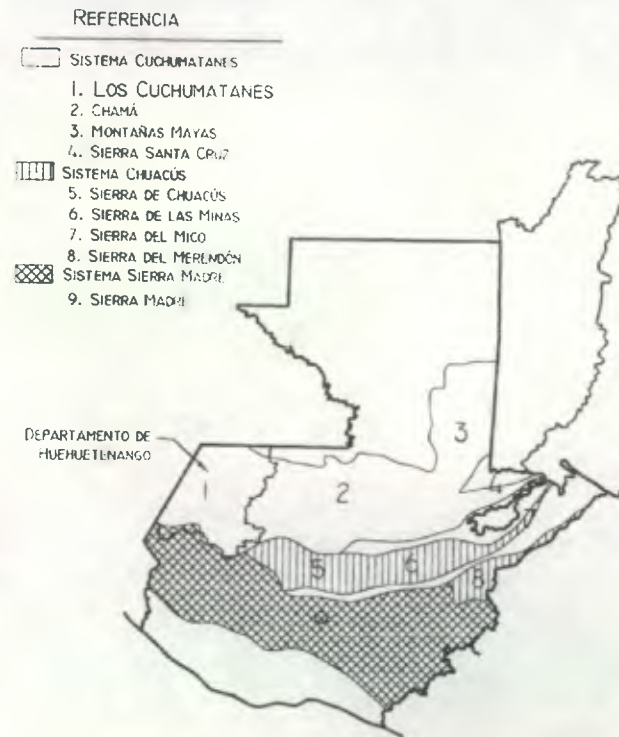 REFERENCIA
SISTEMA CUCHUMATANES
1. LOS CUCHUMATANES
2. CHAMÁ
3. MONTAÑAS MAYAS
4. SIERRA SANTA CRUZ
SISTEMA CHUACÚS
5. SIERRA DE CHUACÚS
6. SIERRA DE LAS MINAS
7. SIERRA DEL MICO
8. SIERRA DEL MERENDÓN
SISTEMA SIERRA MADRE
9. SIERRA MADRE
DEPARTAMENTO DE
HUEHUETENANGO
3
1
2
4
5
6
8